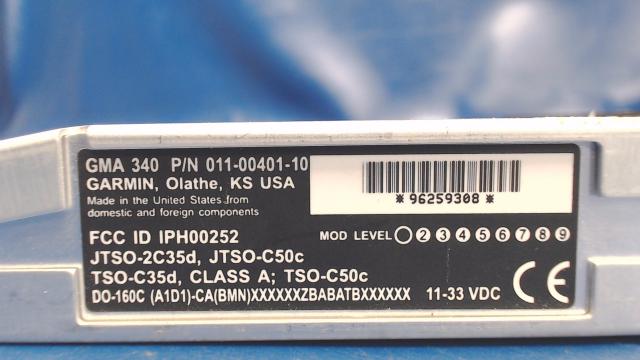 GMA 340 P/N 011-00401-10
GARMIN, Olathe, KS USA
Made in the United States from
domestic and foreign components
*96259308*
FCC ID IPH00252
MOD LEVEL 2 3 4 5 6 7 8 9
JTSO-2C35d, JTSO-C50c
TSO-C35d, CLASS A; TSO-C50c
DO-160C (A1D1)-CA(BMN)XXXXXXZBABATBXXXXXX 11-33 VDC CE